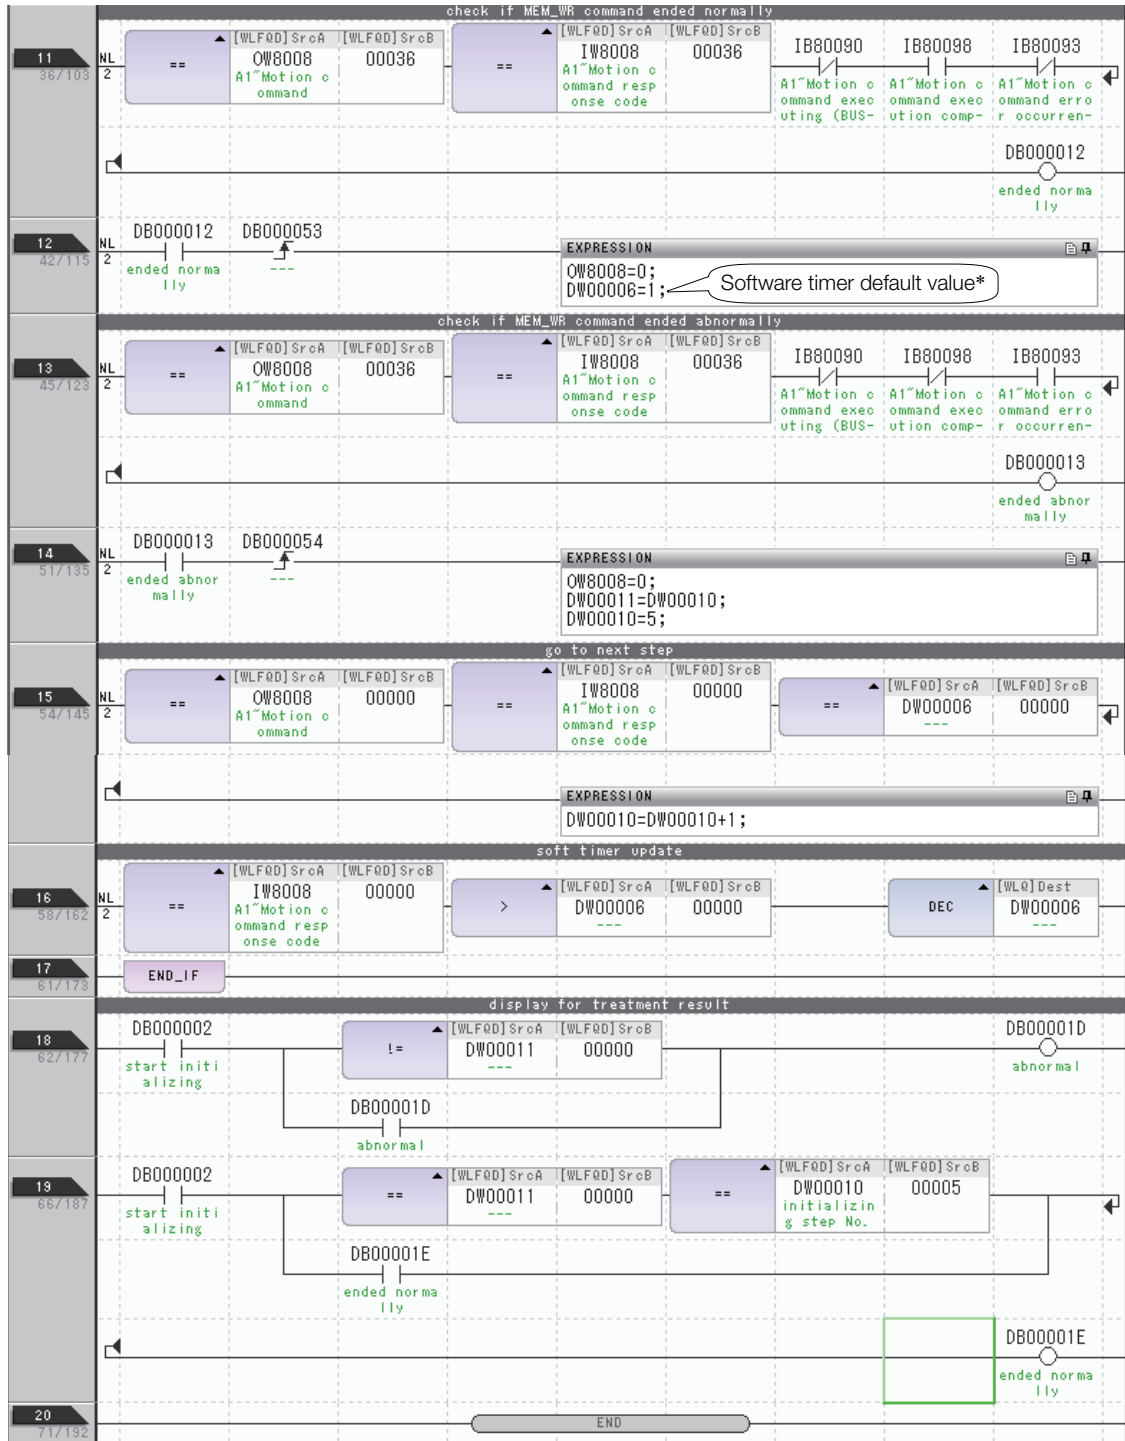 check if MEM_WR command ended normally
11
36/103
NL
2
==
[WLFQD]SrcA [WLFQD]SrcB
OW8008 00036
A1~Motion c
ommand
==
[WLFQD]SrcA [WLFQD]SrcB
IW8008 00036
A1~Motion c
ommand resp
onse code
IB80090
A1~Motion c
ommand exec
uting (BUS-
IB80098
A1~Motion c
ommand exec
ution comp-
IB80093
A1~Motion c
ommand erro
r occurren-
DB000012
ended norma
lly
12
42/115
NL
2
DB000012
ended norma
lly
DB000053
---
EXPRESSION
OW8008=0;
DW00006=1;
Software timer default value*
check if MEM_WR command ended abnormally
13
45/123
NL
2
==
[WLFQD]SrcA [WLFQD]SrcB
OW8008 00036
A1~Motion c
ommand
==
[WLFQD]SrcA [WLFQD]SrcB
IW8008 00036
A1~Motion c
ommand resp
onse code
IB80090
A1~Motion c
ommand exec
uting (BUS-
IB80098
A1~Motion c
ommand exec
ution comp-
IB80093
A1~Motion c
ommand erro
r occurren-
DB000013
ended abnor
mally
14
51/135
NL
2
DB000013
ended abnor
mally
DB000054
---
EXPRESSION
OW8008=0;
DW00011=DW00010;
DW00010=5;
go to next step
15
54/145
NL
2
==
[WLFQD]SrcA [WLFQD]SrcB
OW8008 00000
A1~Motion c
ommand
==
[WLFQD]SrcA [WLFQD]SrcB
IW8008 00000
A1~Motion c
ommand resp
onse code
==
[WLFQD]SrcA [WLFQD]SrcB
DW00006 00000
---
EXPRESSION
DW00010=DW00010+1;
soft timer update
16
58/162
NL
2
==
[WLFQD]SrcA [WLFQD]SrcB
IW8008 00000
A1~Motion c
ommand resp
onse code
>
[WLFQD]SrcA [WLFQD]SrcB
DW00006 00000
---
DEC
[WLQ]Dest
DW00006
---
17
61/173
END_IF
display for treatment result
18
62/177
DB000002
start initi
alizing
!=
[WLFQD]SrcA [WLFQD]SrcB
DW00011 00000
---
DB00001D
abnormal
DB00001D
abnormal
19
66/187
DB000002
start initi
alizing
==
[WLFQD]SrcA [WLFQD]SrcB
DW00011 00000
---
==
[WLFQD]SrcA [WLFQD]SrcB
DW00010 00005
initializin
g step No.
DB00001E
ended norma
lly
DB00001E
ended norma
lly
20
71/192
END